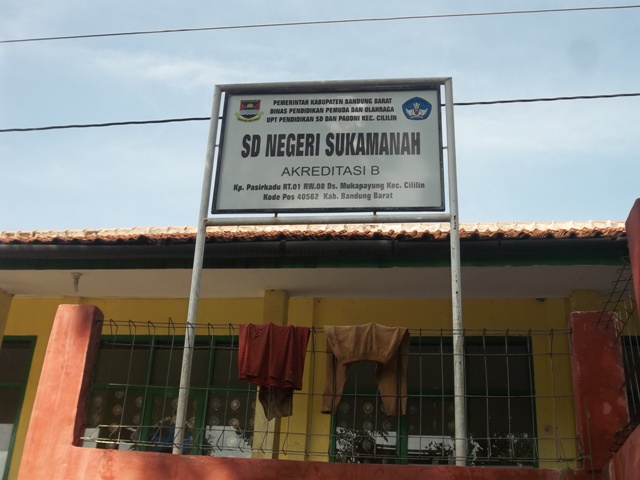 PEMERINTAH KABUPATEN BANDUNG BARAT
DINAS PENDIDIKAN PEMUDA DAN OLAHRAGA
UPT PENDIDIKAN SD DAN PAUDNI KEC. CILILIN
SD NEGERI SUKAMANAH
AKREDITASI B
Kp. Pasirkadu RT.01 RW.08 Ds. Mukapayung Kec. Cililin
Kode Pos 40562 Kab. Bandung Barat